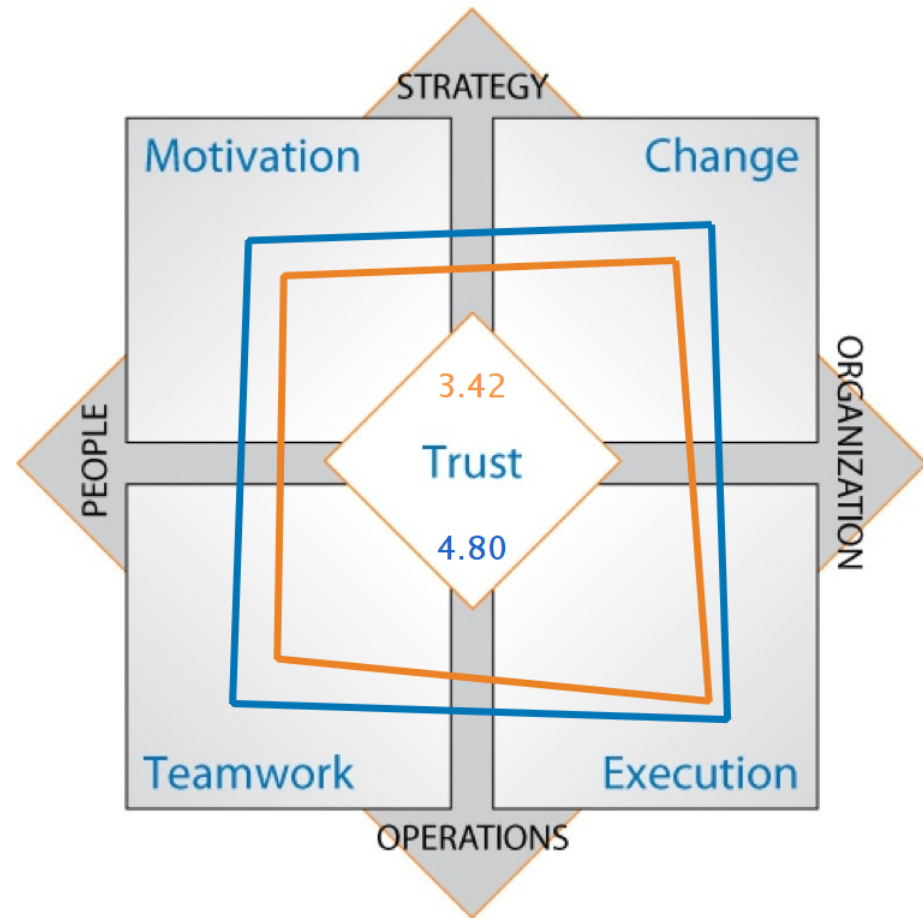 STRATEGY
Motivation
Change
3.42
PEOPLE
Trust
ORGANIZATION
4.80
Teamwork
Execution
OPERATIONS